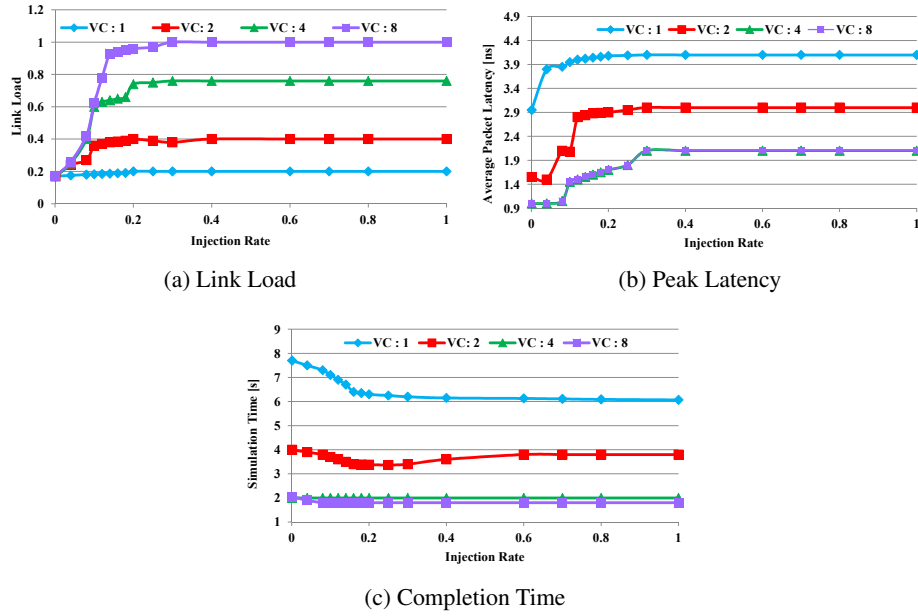 VC : 1 VC: 2 VC : 4 VC : 8
Link Load
1.2
1
0.8
0.6
0.4
0.2
0
0 0.2 0.4 0.6 0.8 1
Injection Rate
(a) Link Load
VC : 1 VC: 2 VC : 4 VC : 8
Average Packet Latency [ns]
4.9
4.4
3.9
3.4
2.9
2.4
1.9
1.4
0.9
0 0.2 0.4 0.6 0.8 1
Injection Rate
(b) Peak Latency
VC : 1 VC: 2 VC : 4 VC : 8
Simulation Time [s]
9
8
7
6
5
4
3
2
1
0 0.2 0.4 0.6 0.8 1
Injection Rate
(c) Completion Time